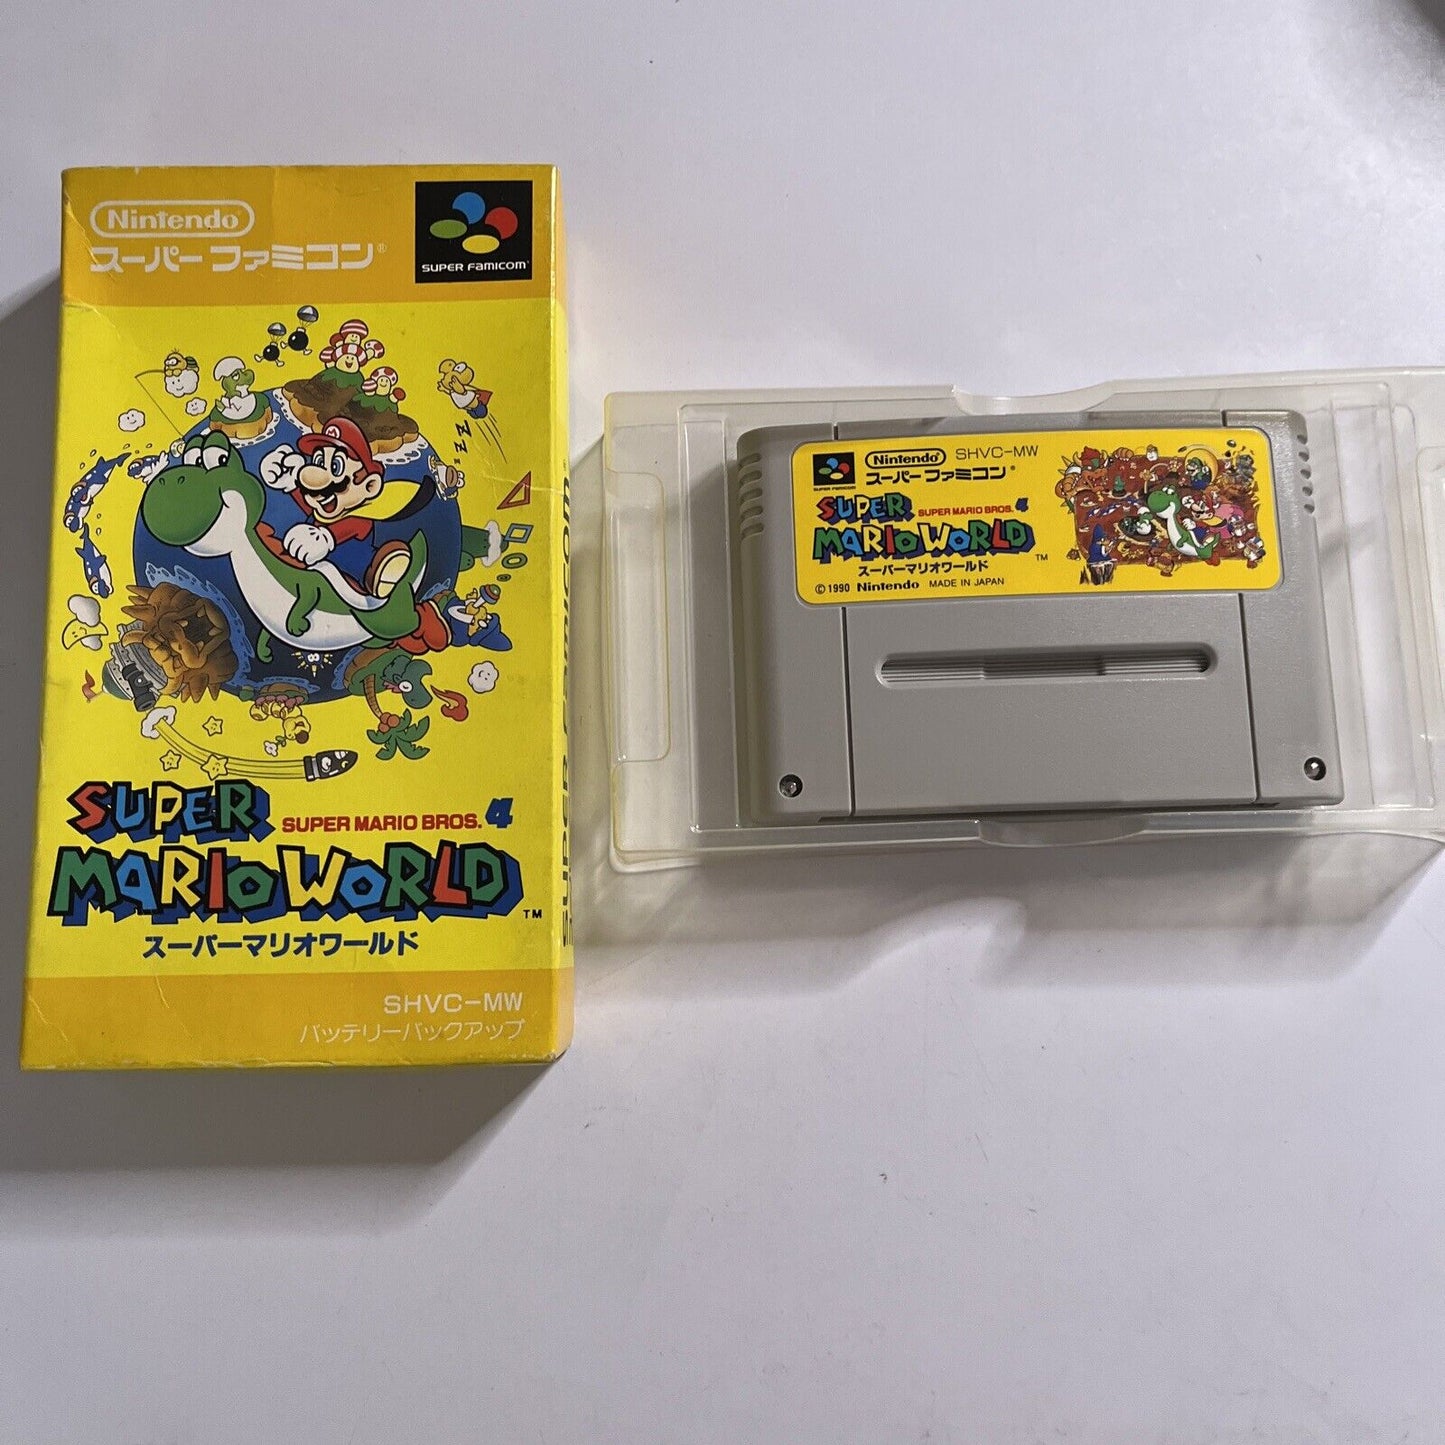 Nintendo
スーパーファミコン®
SUPER FAMICOM
SUPER
SUPER MARIO BROS. 4
MARIO WORLD ™
スーパーマリオワールド
SHVC-MW
バッテリーバックアップ
Nintendo SHVC-MW
スーパーファミコン®
SUPER FAMICOM
SUPER SUPER MARIO BROS. 4
MARIO WORLD ™
スーパーマリオワールド
© 1990 Nintendo MADE IN JAPAN